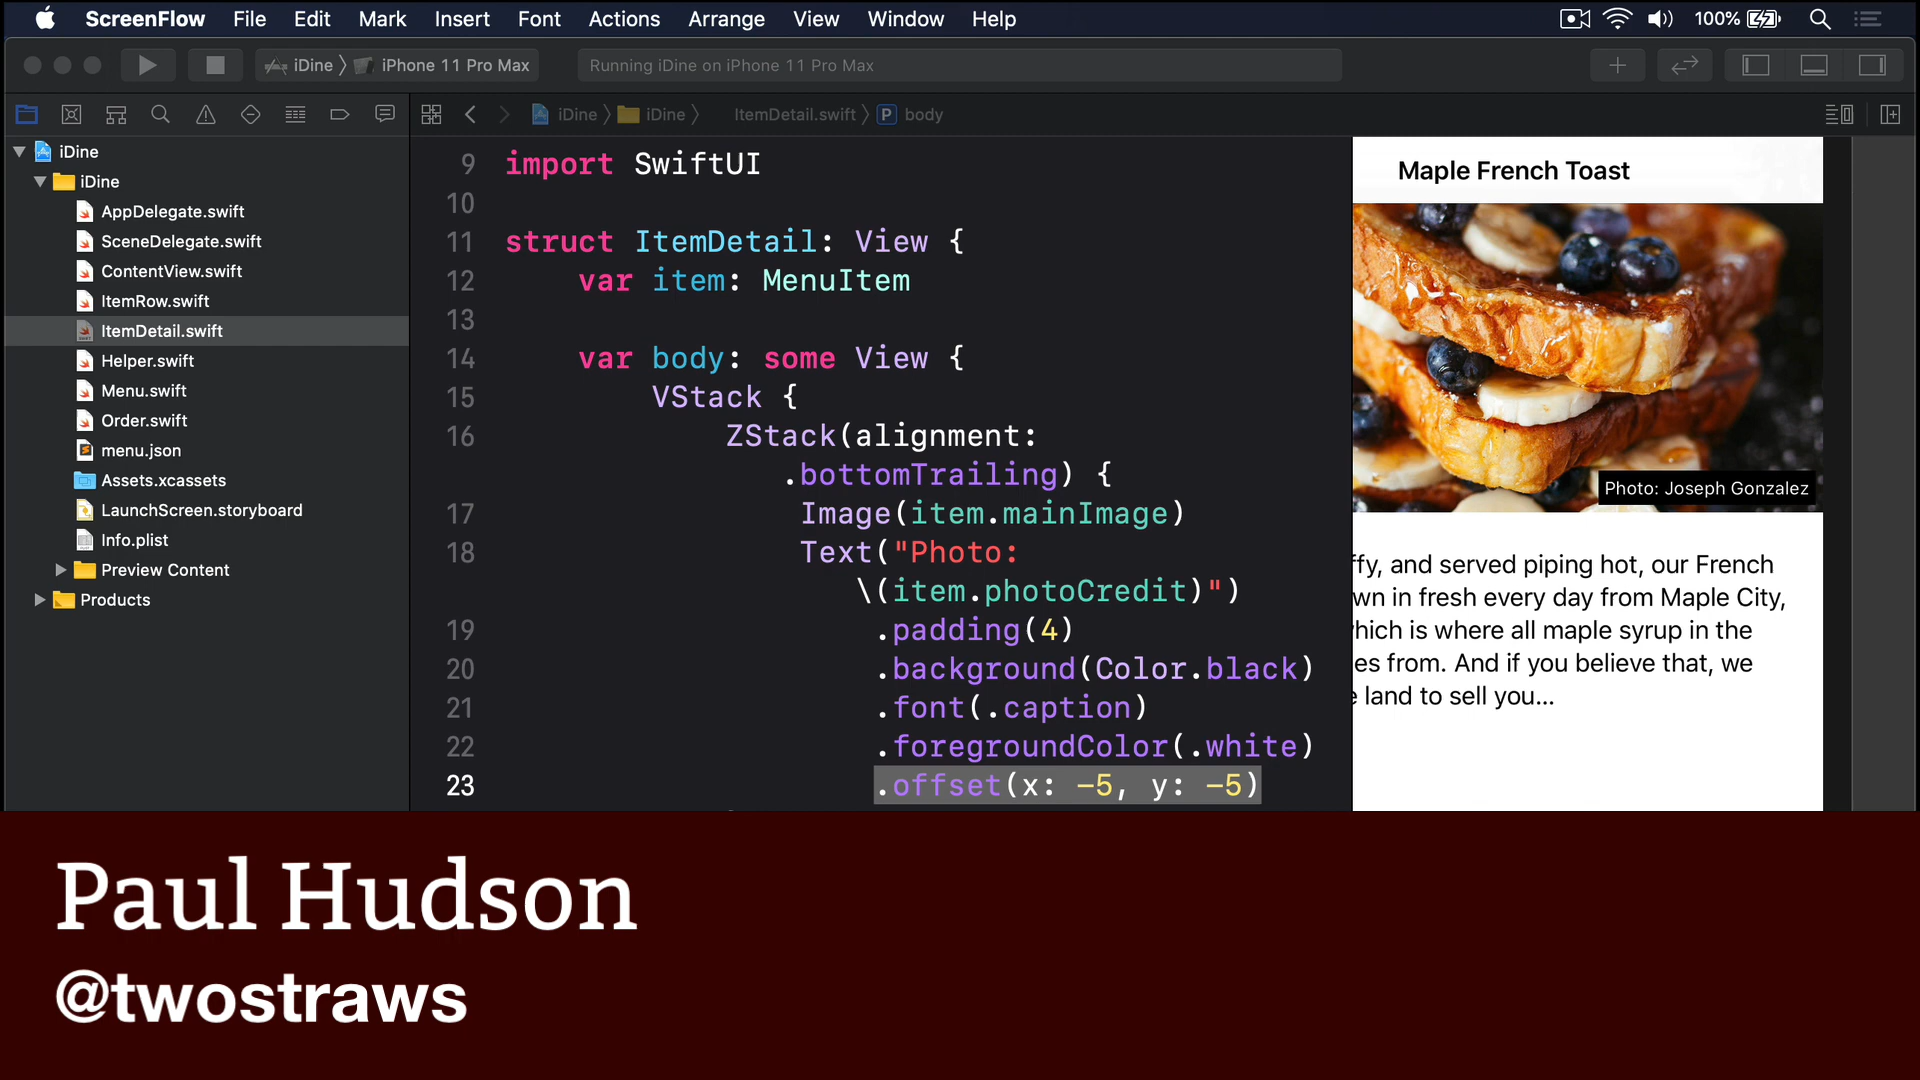 ScreenFlow File Edit Mark Insert Font Actions Arrange View Window Help 100%
iDine iPhone 11 Pro Max Running iDine on iPhone 11 Pro Max
iDine iDine ItemDetail.swift P body
iDine
iDine
AppDelegate.swift
SceneDelegate.swift
ContentView.swift
ItemRow.swift
ItemDetail.swift
Helper.swift
Menu.swift
Order.swift
menu.json
Assets.xcassets
LaunchScreen.storyboard
Info.plist
Preview Content
Products
9 import SwiftUI
10
11 struct ItemDetail: View {
12 var item: MenuItem
13
14 var body: some View {
15 VStack {
16 ZStack(alignment:
.bottomTrailing) {
17 Image(item.mainImage)
18 Text("Photo:
\(item.photoCredit)")
19 .padding(4)
20 .background(Color.black)
21 .font(.caption)
22 .foregroundColor(.white)
23 .offset(x: -5, y: -5)
Maple French Toast
Photo: Joseph Gonzalez
ffy, and served piping hot, our French
wn in fresh every day from Maple City,
which is where all maple syrup in the
es from. And if you believe that, we
e land to sell you...
Paul Hudson
@twostraws